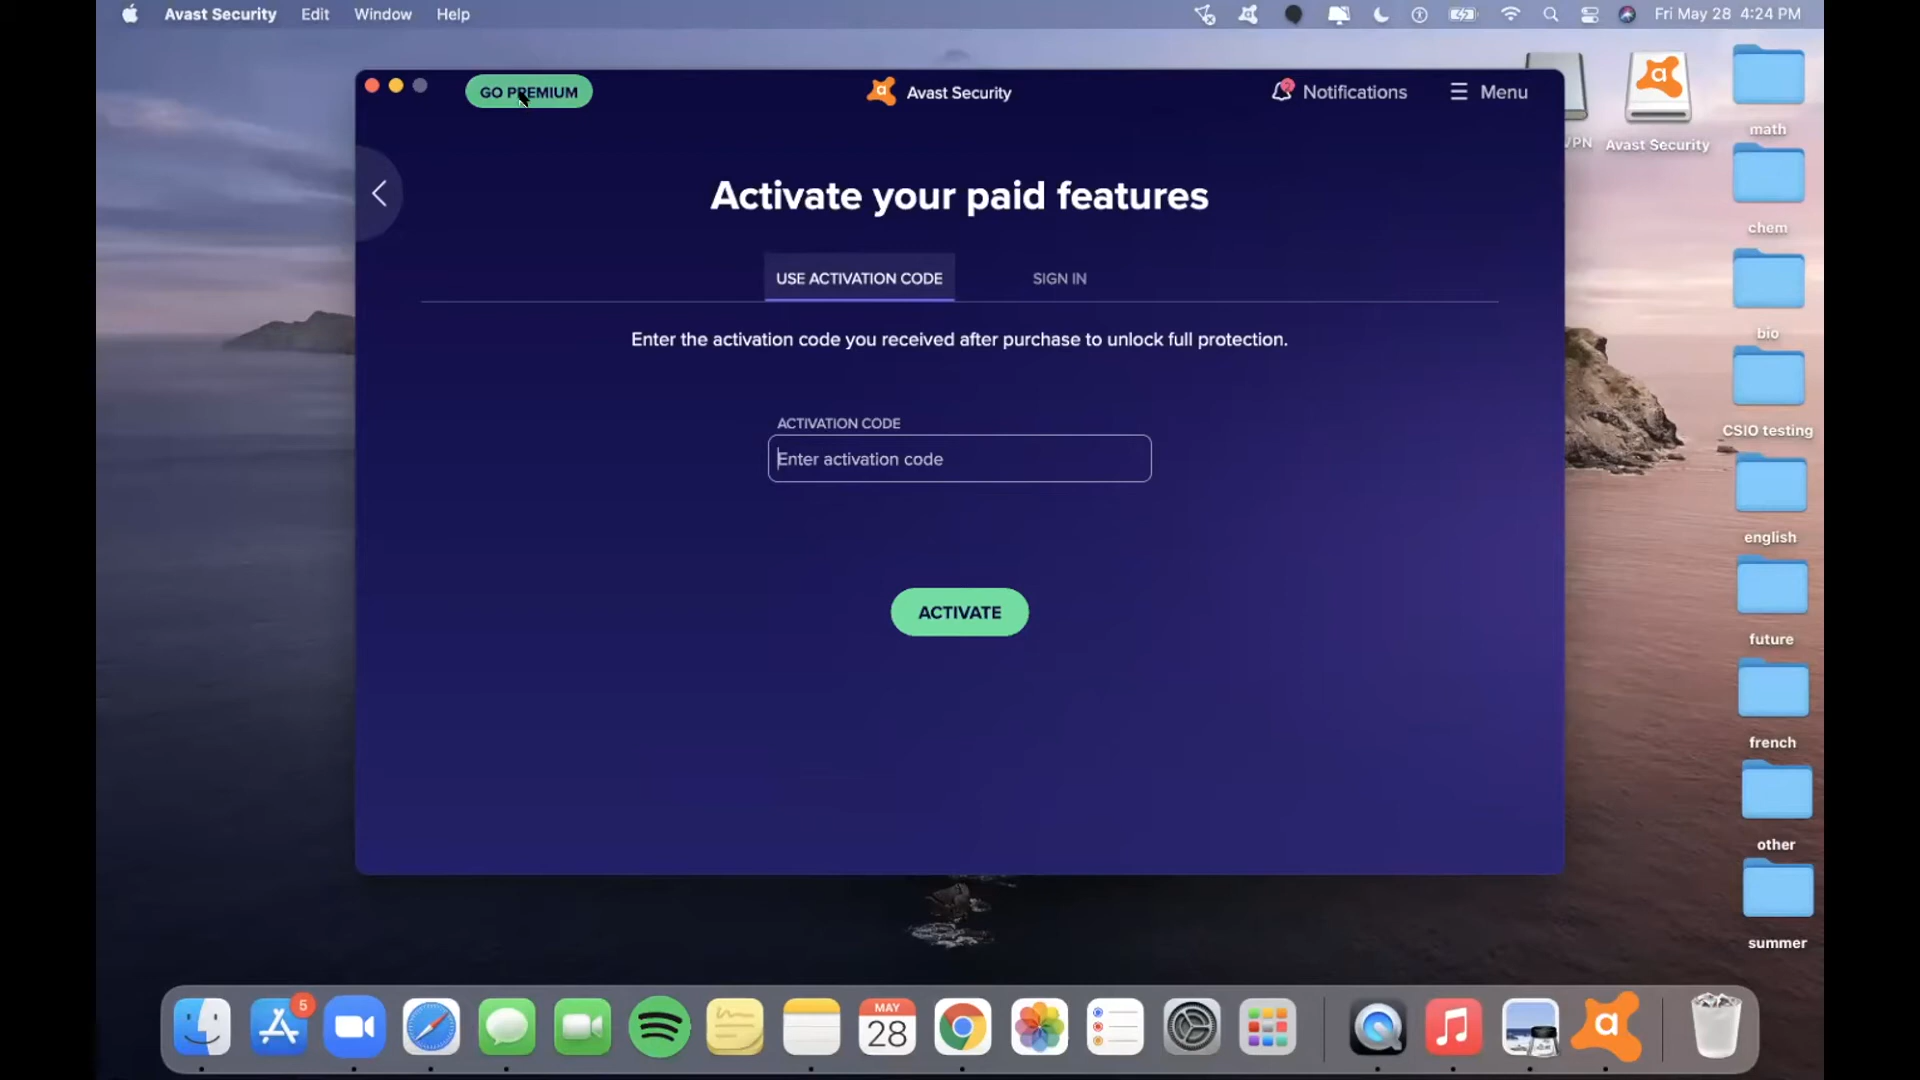 Avast Security Edit Window Help
Fri May 28 4:24 PM
GO PREMIUM
Avast Security
Notifications
Menu
Activate your paid features
USE ACTIVATION CODE
SIGN IN
Enter the activation code you received after purchase to unlock full protection.
ACTIVATION CODE
Enter activation code
ACTIVATE
VPN
Avast Security
math
chem
bio
CSIO testing
english
future
french
other
summer
5
MAY
28